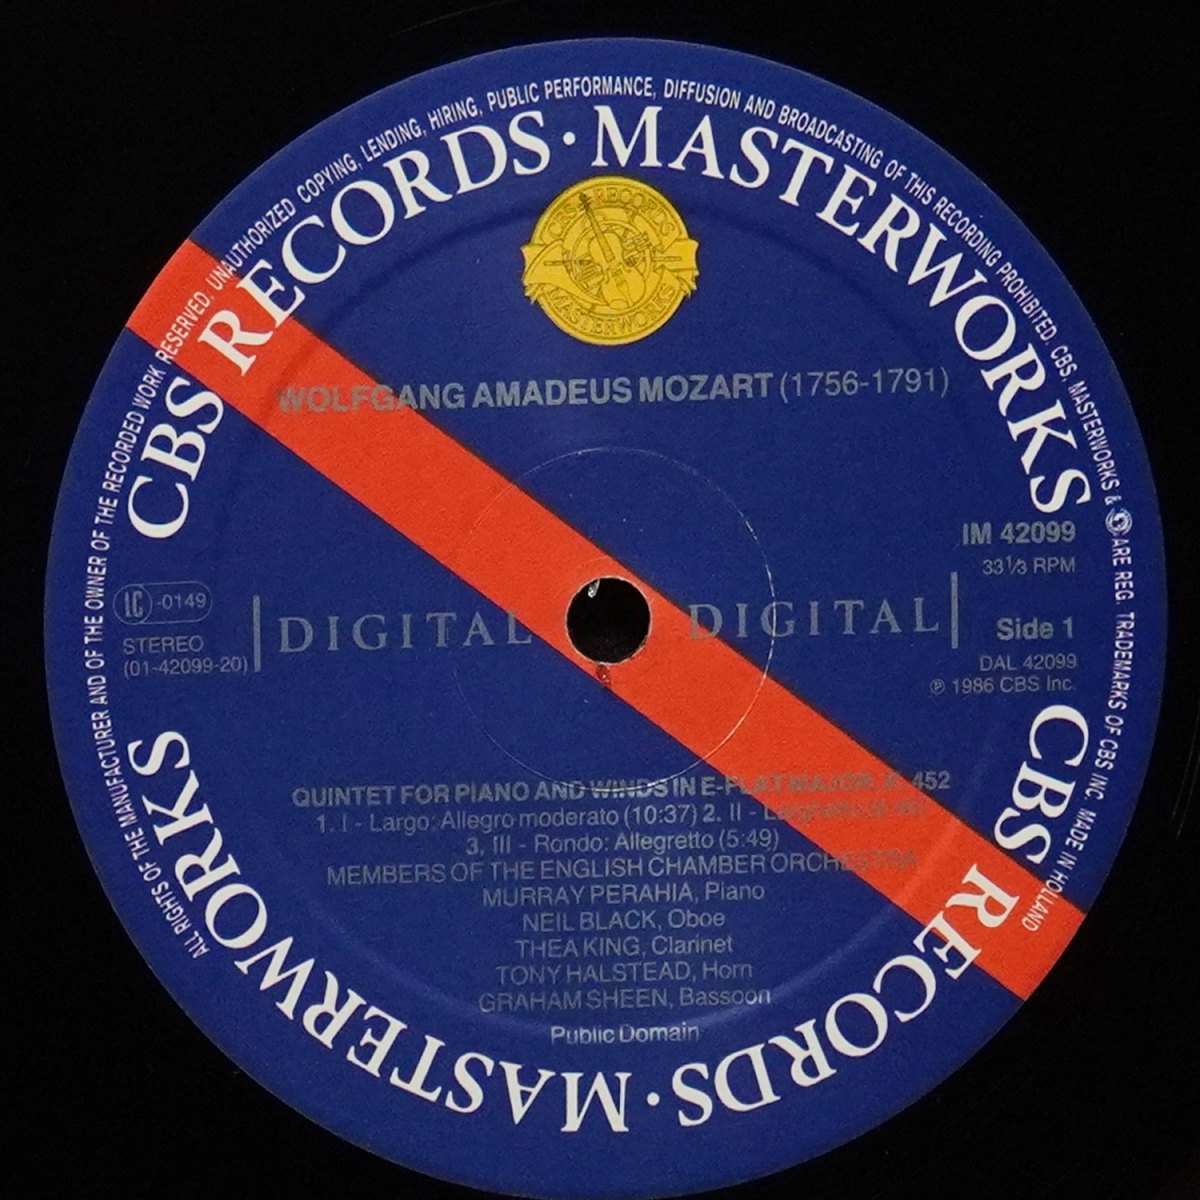 ALL RIGHTS OF THE MANUFACTURER AND OF THE OWNER OF THE RECORDED WORK RESERVED. UNAUTHORIZED COPYING, LENDING, HIRING, PUBLIC PERFORMANCE, DIFFUSION AND BROADCASTING OF THIS RECORDING PROHIBITED. CBS, MASTERWORKS & ARE REG. TRADEMARKS OF CBS INC. MADE IN HOLLAND
CBS RECORDS · MASTERWORKS
CBS RECORDS
MASTERWORKS
WOLFGANG AMADEUS MOZART (1756-1791)
IM 42099
33⅓ RPM
LC -0149
STEREO
(01-42099-20)
DIGITAL DIGITAL
Side 1
DAL 42099
℗ 1986 CBS Inc.
QUINTET FOR PIANO AND WINDS IN E-FLAT MAJOR, K. 452
1. I - Largo: Allegro moderato (10:37) 2. II - Larghetto
3. III - Rondo: Allegretto (5:49)
MEMBERS OF THE ENGLISH CHAMBER ORCHESTRA
MURRAY PERAHIA, Piano
NEIL BLACK, Oboe
THEA KING, Clarinet
TONY HALSTEAD, Horn
GRAHAM SHEEN, Bassoon
Public Domain
CBS RECORDS · MASTERWORKS